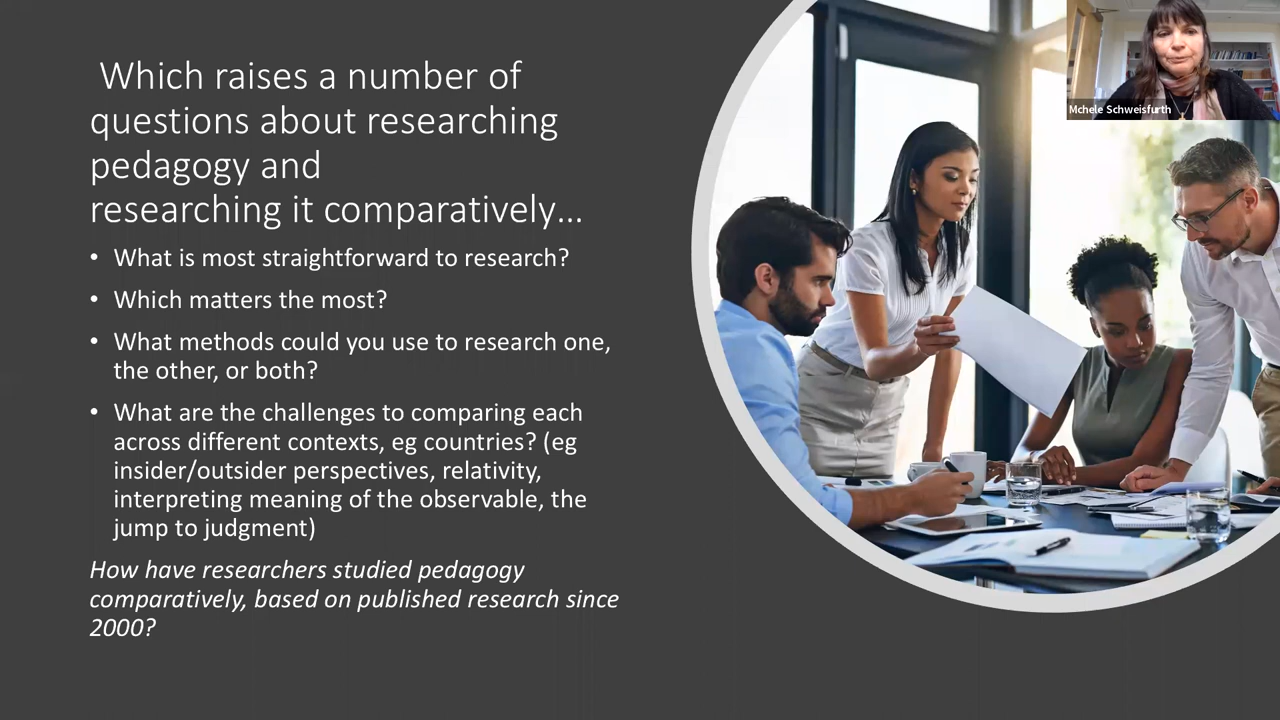 Which raises a number of
questions about researching
pedagogy and
researching it comparatively...
• What is most straightforward to research?
• Which matters the most?
• What methods could you use to research one,
the other, or both?
• What are the challenges to comparing each
across different contexts, eg countries? (eg
insider/outsider perspectives, relativity,
interpreting meaning of the observable, the
jump to judgment)
How have researchers studied pedagogy
comparatively, based on published research since
2000?
Mchele Schweisfurth